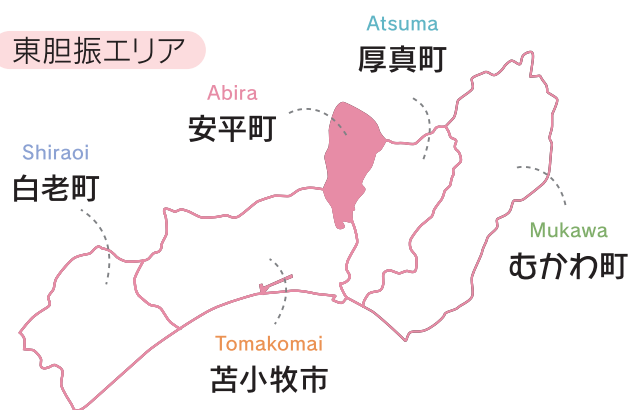 東胆振エリア
Atsuma
厚真町
Abira
安平町
Shiraoi
白老町
Mukawa
むかわ町
Tomakomai
苫小牧市